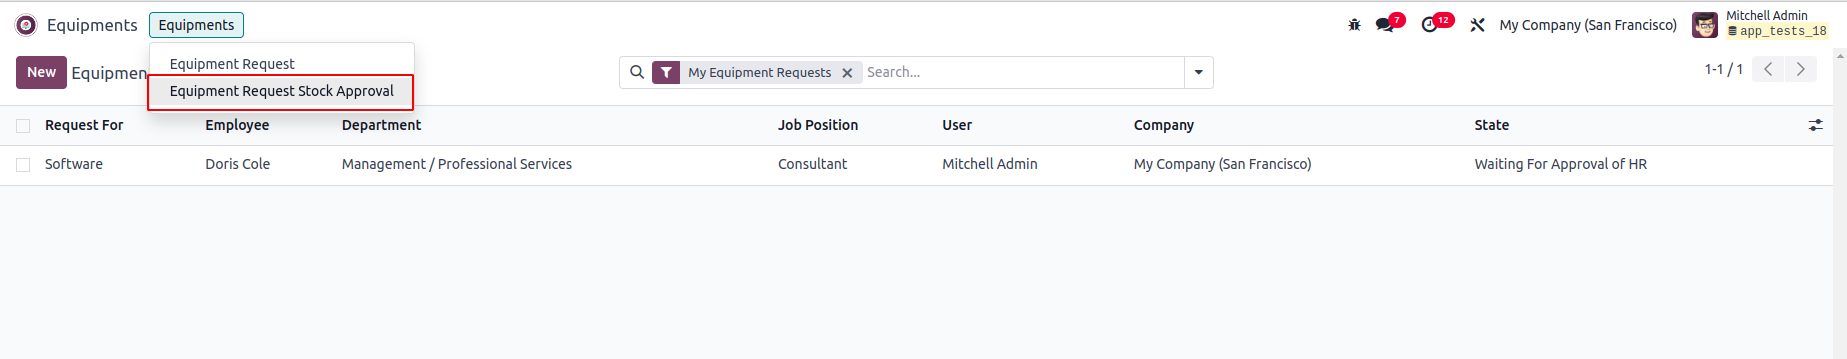 Equipments Equipments 7 12 My Company (San Francisco) Mitchell Admin
app_tests_18
Equipment Request
New Equipmen My Equipment Requests Search... 1-1 / 1
Equipment Request Stock Approval
Request For Employee Department Job Position User Company State
Software Doris Cole Management / Professional Services Consultant Mitchell Admin My Company (San Francisco) Waiting For Approval of HR